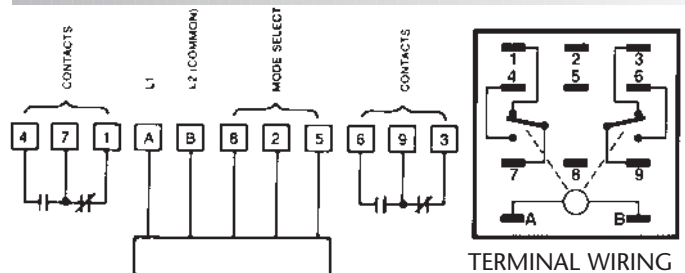 CONTACTS
L1
L2 (COMMON)
MODE SELECT
CONTACTS
4 7 1 A B 8 2 5 6 9 3
1 2 3
4 5 6
7 8 9
A B
TERMINAL WIRING